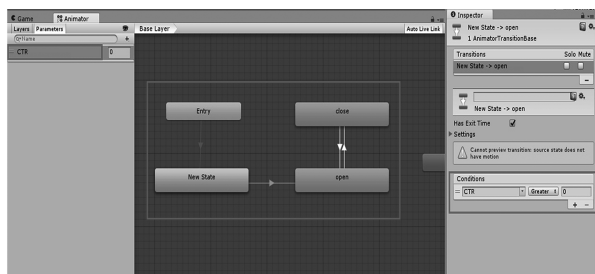 Game
Animator
Layers
Parameters
Name
CTR
0
Base Layer
Auto Live Link
Entry
close
New State
open
Inspector
New State -> open
1 AnimatorTransitionBase
Transitions
Solo Mute
New State -> open
New State -> open
Has Exit Time
Settings
Cannot preview transition: source state does not
have motion
Conditions
CTR
Greater
0